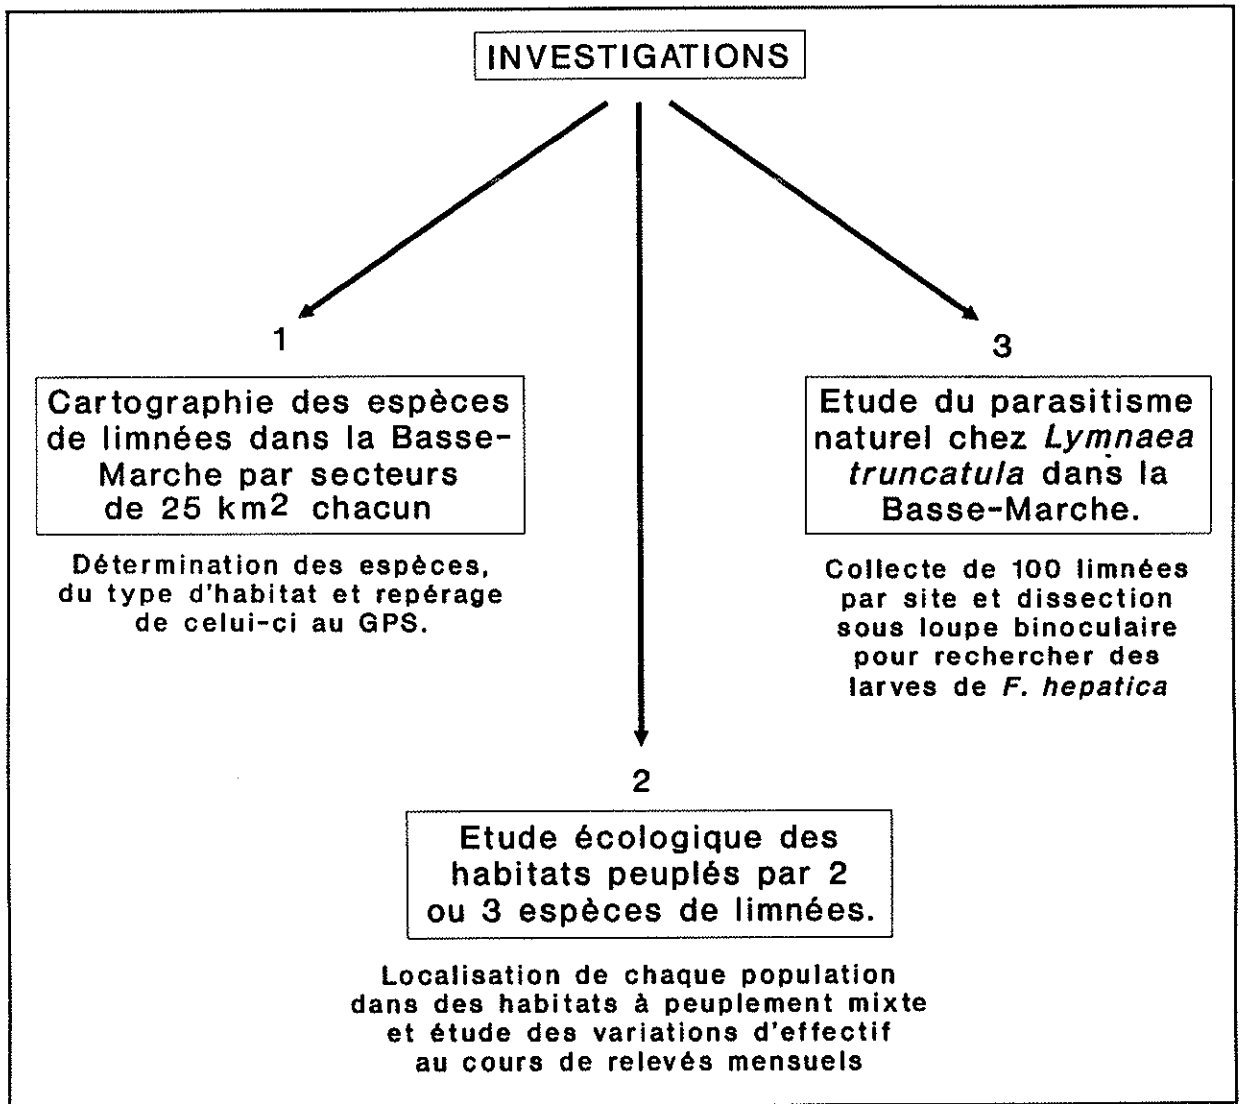 INVESTIGATIONS
1
Cartographie des espèces
de limnées dans la Basse-
Marche par secteurs
de 25 km2 chacun
Détermination des espèces,
du type d'habitat et repérage
de celui-ci au GPS.
2
Etude écologique des
habitats peuplés par 2
ou 3 espèces de limnées.
Localisation de chaque population
dans des habitats à peuplement mixte
et étude des variations d'effectif
au cours de relevés mensuels
3
Etude du parasitisme
naturel chez Lymnaea
truncatula dans la
Basse-Marche.
Collecte de 100 limnées
par site et dissection
sous loupe binoculaire
pour rechercher des
larves de F. hepatica